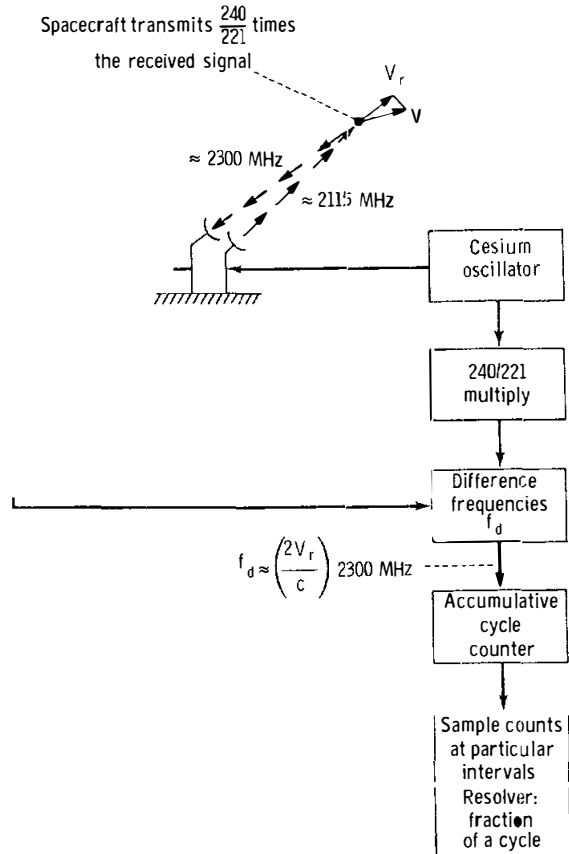 Spacecraft transmits 240/221 times
the received signal
V_r
V
≈ 2300 MHz
≈ 2115 MHz
Cesium
oscillator
240/221
multiply
Difference
frequencies
f_d
f_d ≈ (2V_r/c) 2300 MHz
Accumulative
cycle
counter
Sample counts
at particular
intervals
Resolver:
fraction
of a cycle